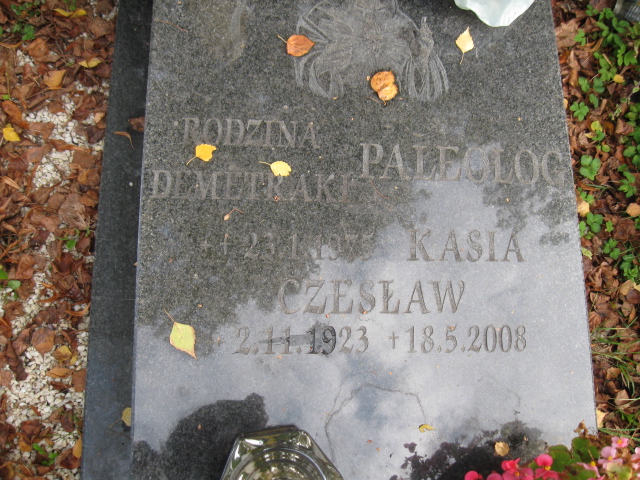 RODZINA
PALEOLOG
DEMETRAKI
KASIA
CZESŁAW
2.11.1923 +18.5.2008